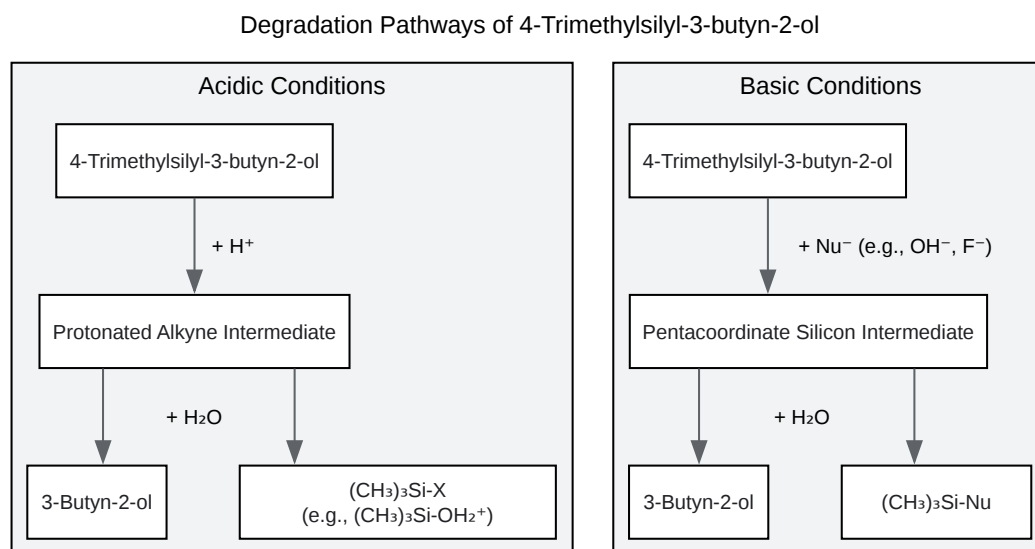 Degradation Pathways of 4-Trimethylsilyl-3-butyn-2-ol
Acidic Conditions
4-Trimethylsilyl-3-butyn-2-ol
+ H⁺
Protonated Alkyne Intermediate
+ H₂O
3-Butyn-2-ol
(CH₃)₃Si-X
(e.g., (CH₃)₃Si-OH₂⁺)
Basic Conditions
4-Trimethylsilyl-3-butyn-2-ol
+ Nu⁻ (e.g., OH⁻, F⁻)
Pentacoordinate Silicon Intermediate
+ H₂O
3-Butyn-2-ol
(CH₃)₃Si-Nu